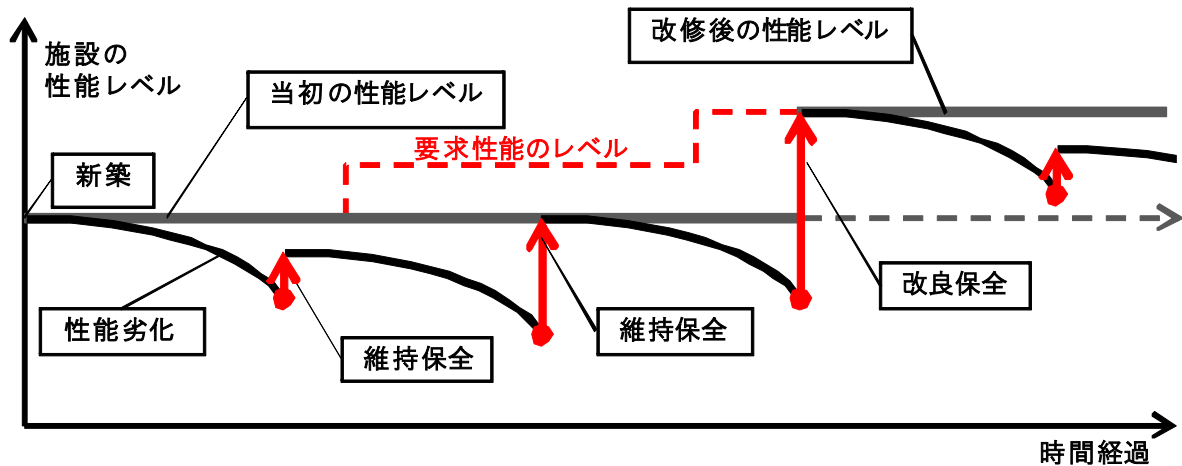 施設の
性能レベル
改修後の性能レベル
当初の性能レベル
要求性能のレベル
新築
改良保全
性能劣化
維持保全
維持保全
時間経過